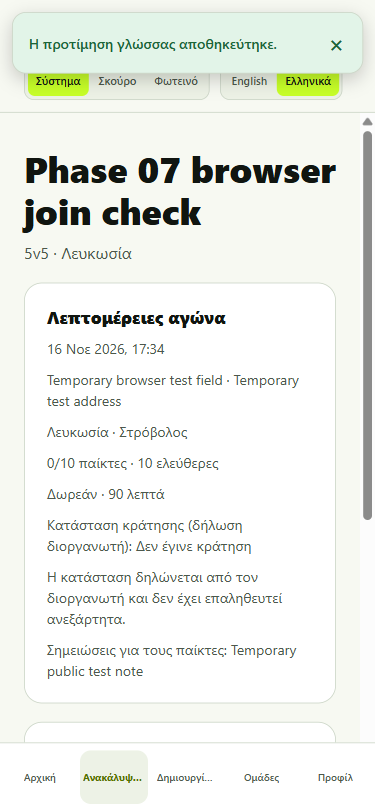 Η προτίμηση γλώσσας αποθηκεύτηκε.
Σύστημα Σκούρο Φωτεινό English Ελληνικά
Phase 07 browser
join check
5v5 · Λευκωσία
Λεπτομέρειες αγώνα
16 Νοε 2026, 17:34
Temporary browser test field · Temporary
test address
Λευκωσία · Στρόβολος
0/10 παίκτες · 10 ελεύθερες
Δωρεάν · 90 λεπτά
Κατάσταση κράτησης (δήλωση
διοργανωτή): Δεν έγινε κράτηση
Η κατάσταση δηλώνεται από τον
διοργανωτή και δεν έχει επαληθευτεί
ανεξάρτητα.
Σημειώσεις για τους παίκτες: Temporary
public test note
Αρχική Ανακάλυψ... Δημιουργί... Ομάδες Προφίλ